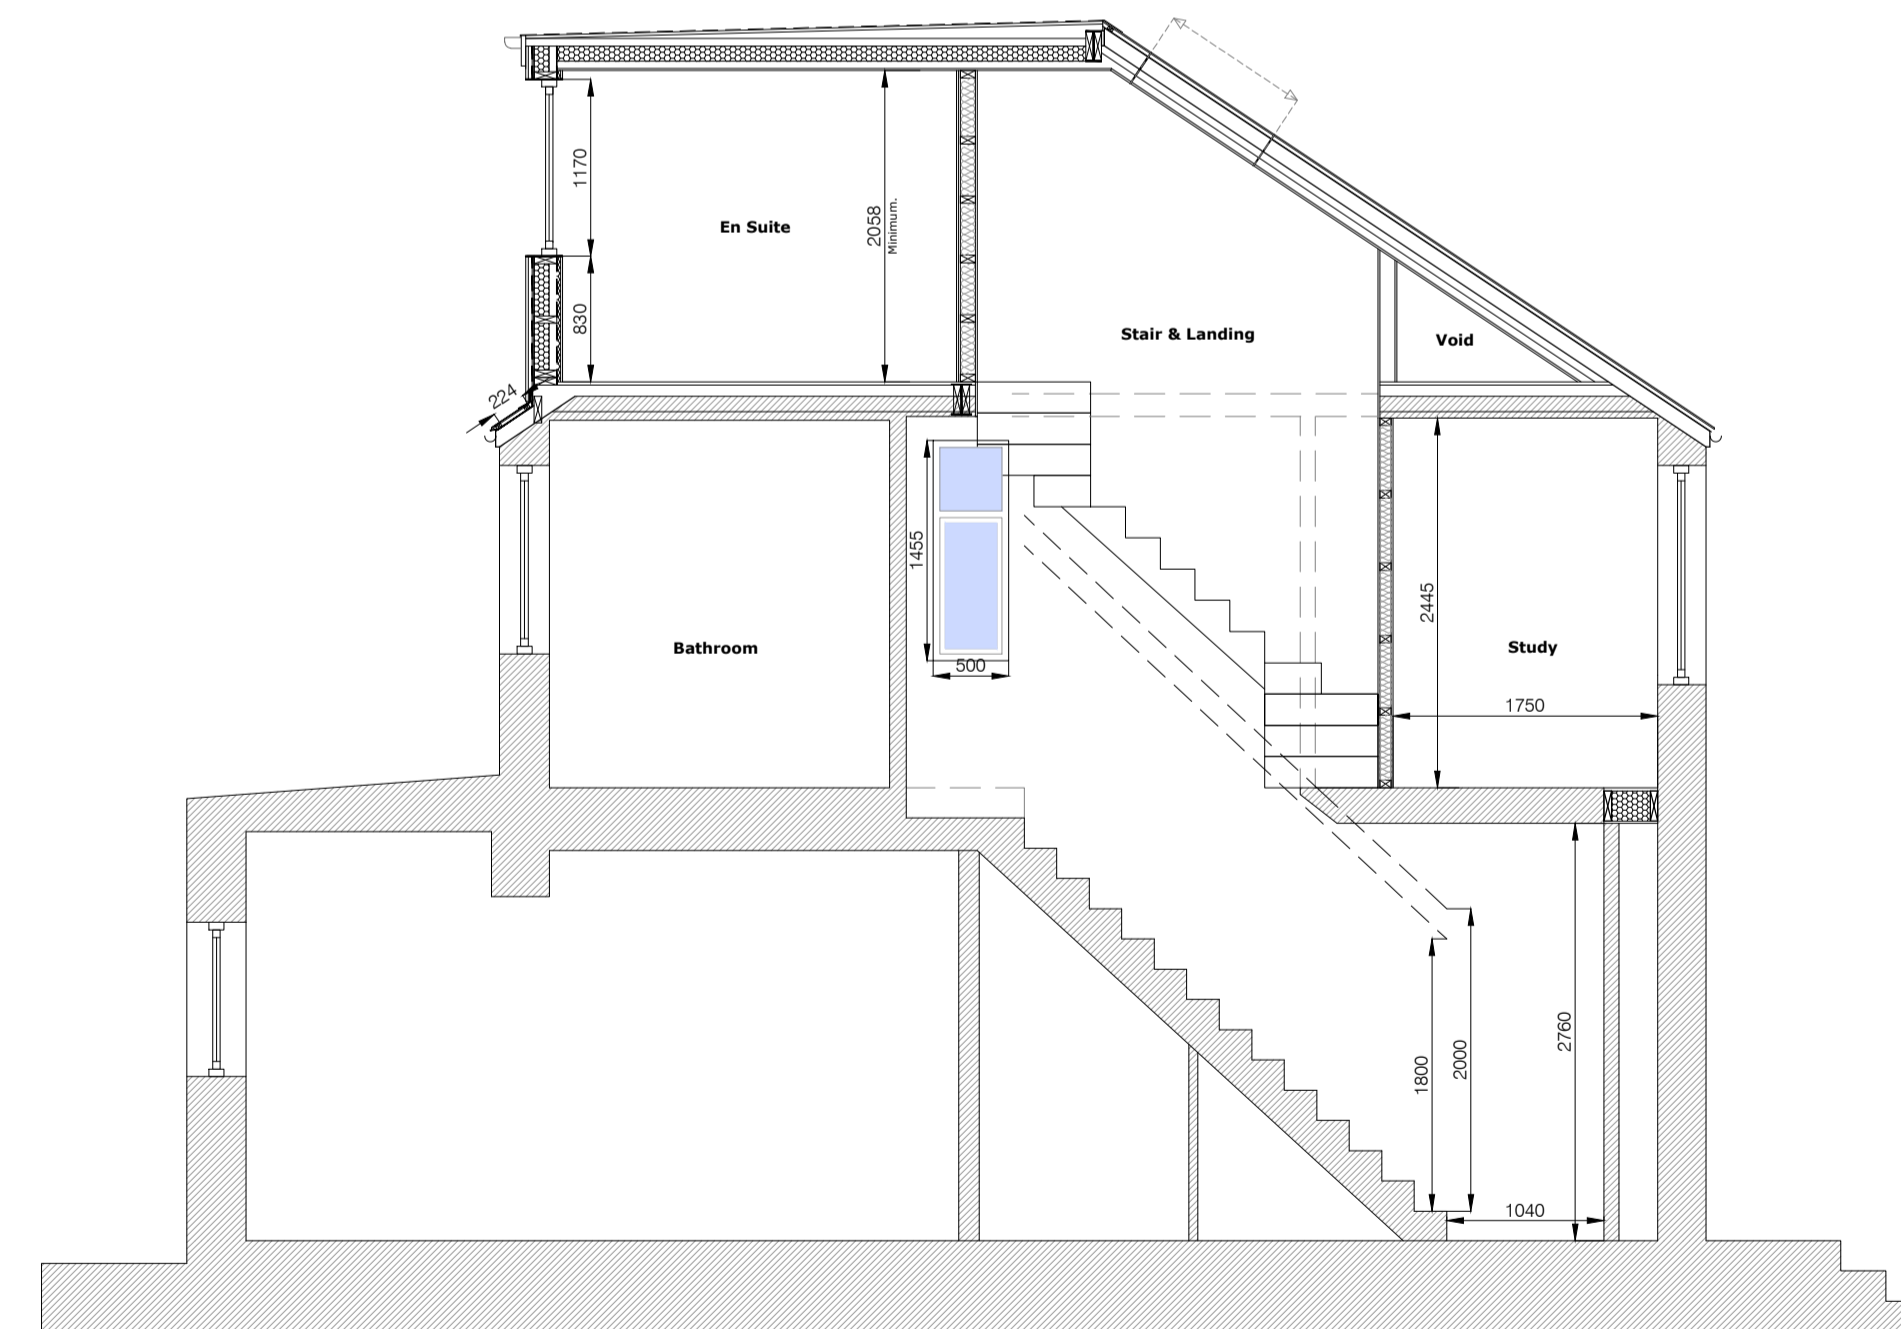 1170
En Suite
2058
Minimum.
830
Stair & Landing
Void
224
1455
500
Bathroom
2445
Study
1750
1800
2000
2760
1040